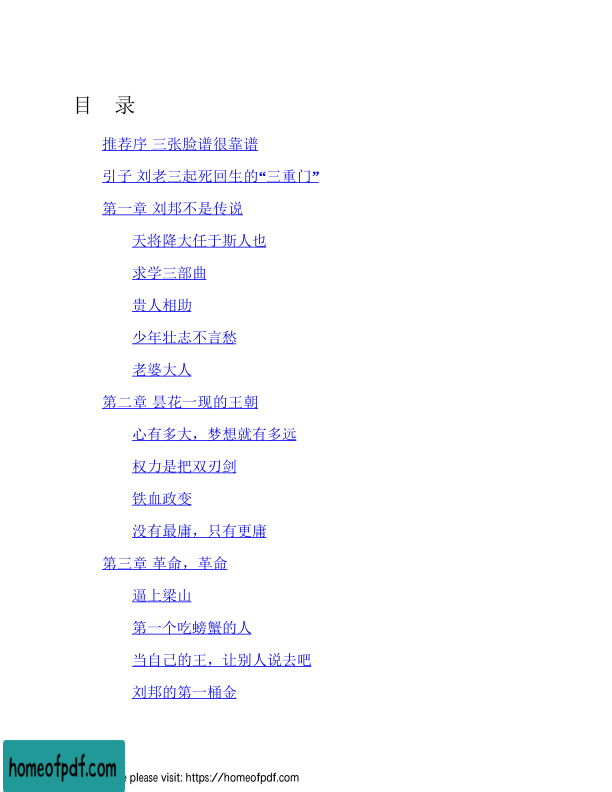 目 录
推荐序 三张脸谱很靠谱
引子 刘老三起死回生的“三重门”
第一章 刘邦不是传说
天将降大任于斯人也
求学三部曲
贵人相助
少年壮志不言愁
老婆大人
第二章 昙花一现的王朝
心有多大，梦想就有多远
权力是把双刃剑
铁血政变
没有最庸，只有更庸
第三章 革命，革命
逼上梁山
第一个吃螃蟹的人
当自己的王，让别人说去吧
刘邦的第一桶金
homeofpdf.com
please visit: https://homeofpdf.com